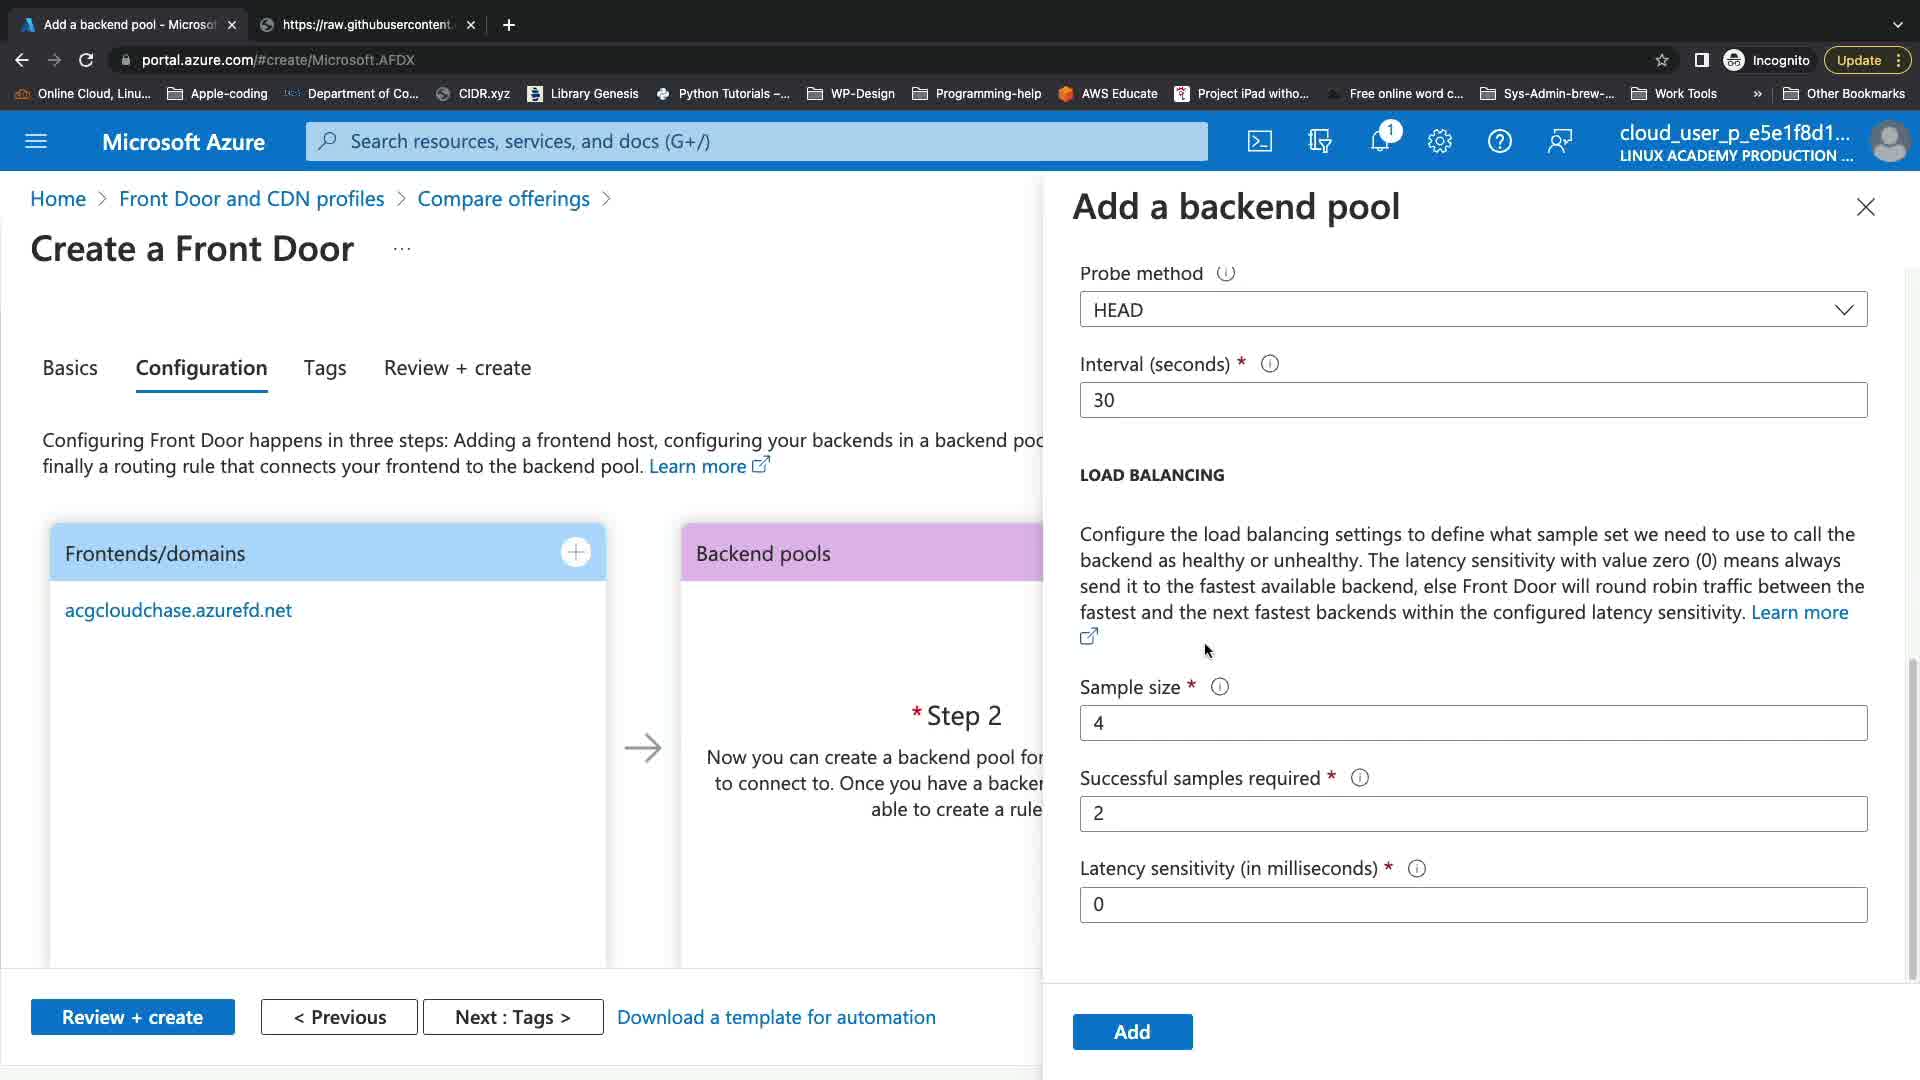 Add a backend pool - Microsof
https://raw.githubusercontent.
portal.azure.com/#create/Microsoft.AFDX
Incognito
Update
Online Cloud, Linu...
Apple-coding
Department of Co...
CIDR.xyz
Library Genesis
Python Tutorials –...
WP-Design
Programming-help
AWS Educate
Project iPad witho...
Free online word c...
Sys-Admin-brew-...
Work Tools
»
Other Bookmarks
Microsoft Azure
Search resources, services, and docs (G+/)
1
cloud_user_p_e5e1f8d1...
LINUX ACADEMY PRODUCTION ...
Home > Front Door and CDN profiles > Compare offerings >
Create a Front Door ...
Basics
Configuration
Tags
Review + create
Configuring Front Door happens in three steps: Adding a frontend host, configuring your backends in a backend poo
finally a routing rule that connects your frontend to the backend pool. Learn more
Frontends/domains
acgcloudchase.azurefd.net
Backend pools
* Step 2
Now you can create a backend pool for
to connect to. Once you have a backen
able to create a rule
Review + create
< Previous
Next : Tags >
Download a template for automation
Add a backend pool
Probe method
HEAD
Interval (seconds) *
30
LOAD BALANCING
Configure the load balancing settings to define what sample set we need to use to call the
backend as healthy or unhealthy. The latency sensitivity with value zero (0) means always
send it to the fastest available backend, else Front Door will round robin traffic between the
fastest and the next fastest backends within the configured latency sensitivity. Learn more
Sample size *
4
Successful samples required *
2
Latency sensitivity (in milliseconds) *
0
Add